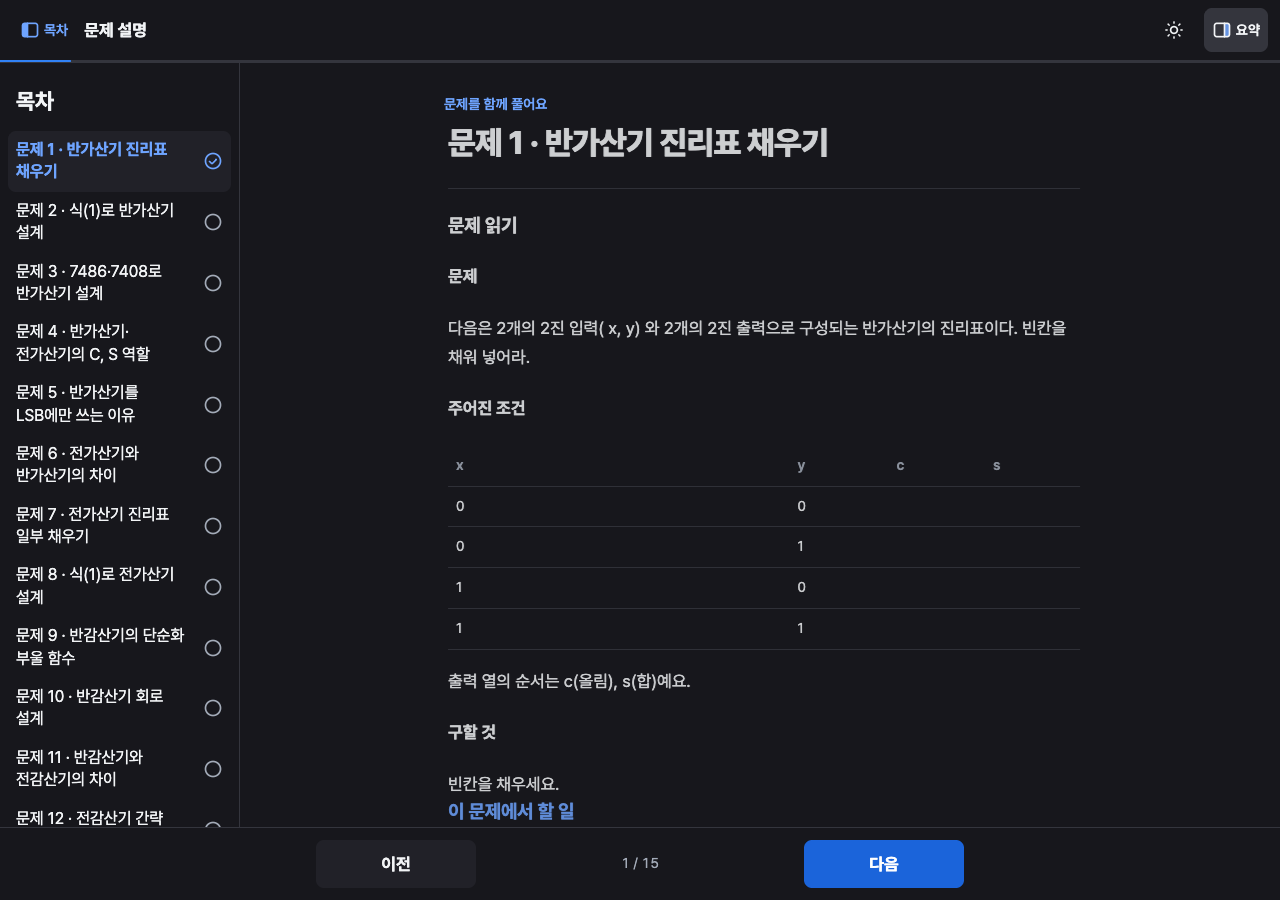 목차
문제 설명
요약
목차
문제 1 · 반가산기 진리표
채우기
문제 2 · 식(1)로 반가산기
설계
문제 3 · 7486·7408로
반가산기 설계
문제 4 · 반가산기·
전가산기의 C, S 역할
문제 5 · 반가산기를
LSB에만 쓰는 이유
문제 6 · 전가산기와
반가산기의 차이
문제 7 · 전가산기 진리표
일부 채우기
문제 8 · 식(1)로 전가산기
설계
문제 9 · 반감산기의 단순화
부울 함수
문제 10 · 반감산기 회로
설계
문제 11 · 반감산기와
전감산기의 차이
문제 12 · 전감산기 간략
문제를 함께 풀어요
문제 1 · 반가산기 진리표 채우기
문제 읽기
문제
다음은 2개의 2진 입력( x, y) 와 2개의 2진 출력으로 구성되는 반가산기의 진리표이다. 빈칸을
채워 넣어라.
주어진 조건
x y c s
0 0
0 1
1 0
1 1
출력 열의 순서는 c(올림), s(합)예요.
구할 것
빈칸을 채우세요.
이 문제에서 할 일
이전
1 / 15
다음